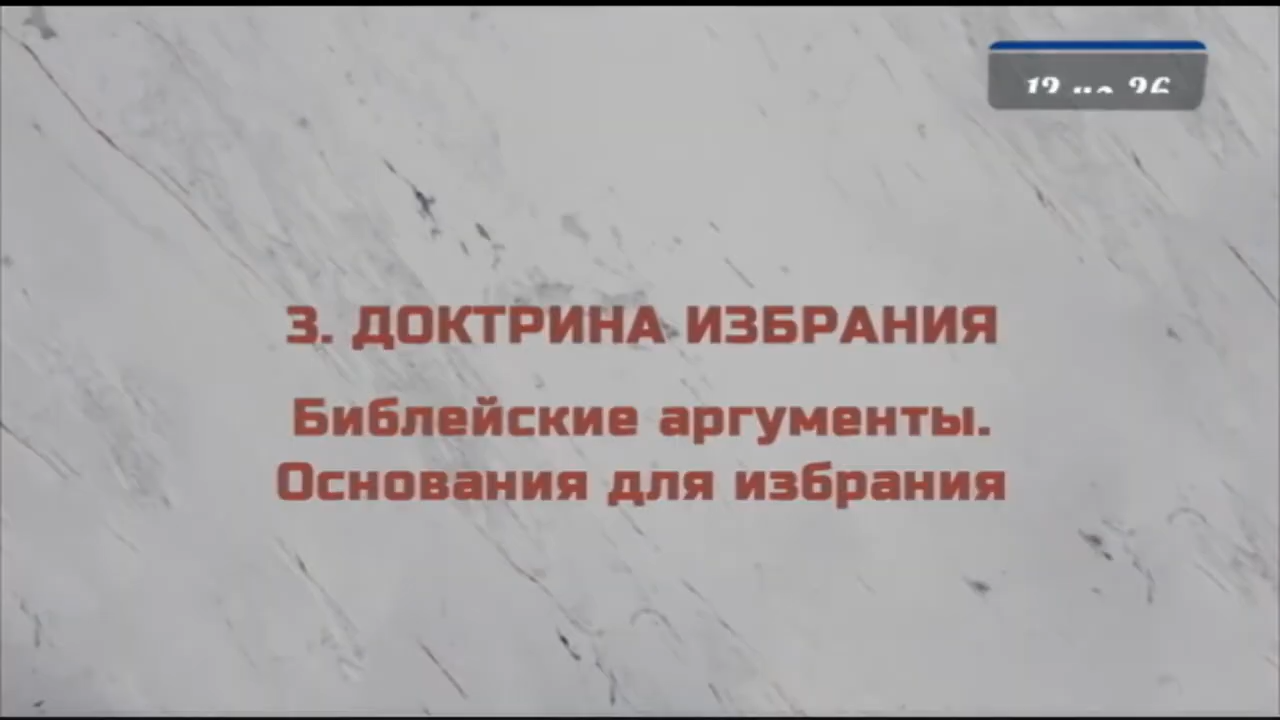 3. ДОКТРИНА ИЗБРАНИЯ
Библейские аргументы.
Основания для избрания